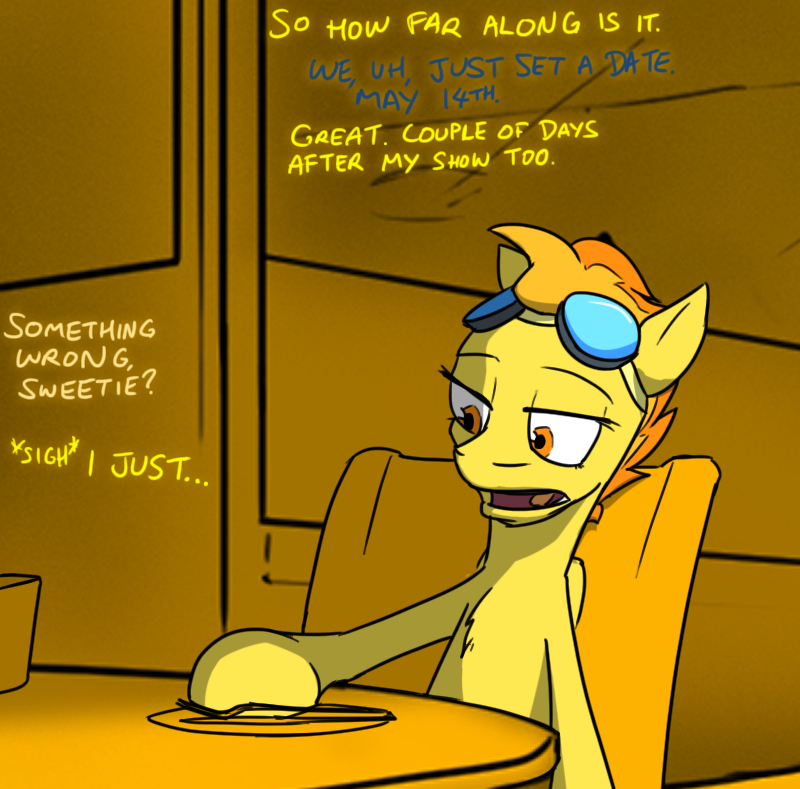 SO HOW FAR ALONG IS IT.
WE, UH, JUST SET A DATE.
MAY 14TH.
GREAT. COUPLE OF DAYS
AFTER MY SHOW TOO.
SOMETHING
WRONG,
SWEETIE?
*SIGH* I JUST...